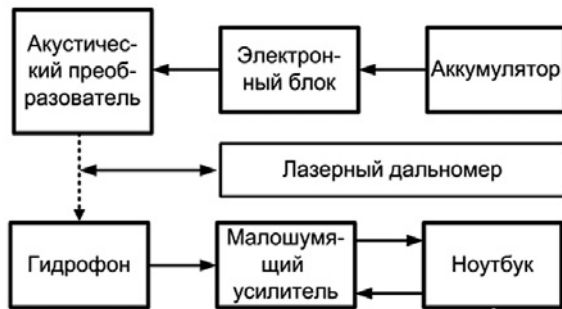 Акустичес-
кий преоб-
разователь
Электрон-
ный блок
Аккумулятор
Лазерный дальномер
Гидрофон
Малошумя-
щий
усилитель
Ноутбук